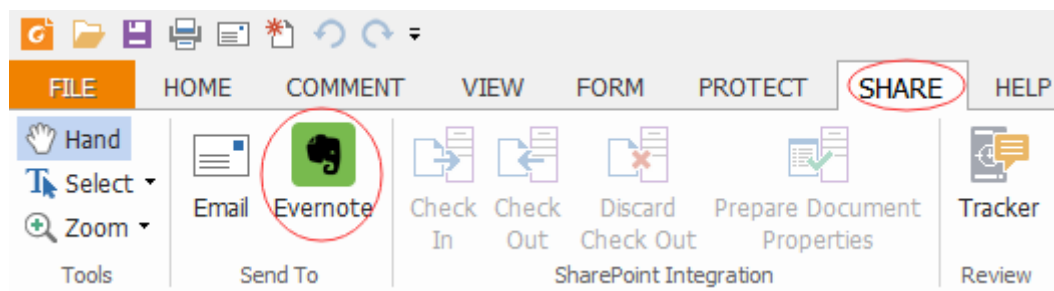 FILE HOME COMMENT VIEW FORM PROTECT SHARE HELP
Hand
Select
Zoom
Tools
Email Evernote
Send To
Check In Check Out Discard Check Out Prepare Document Properties
SharePoint Integration
Tracker
Review